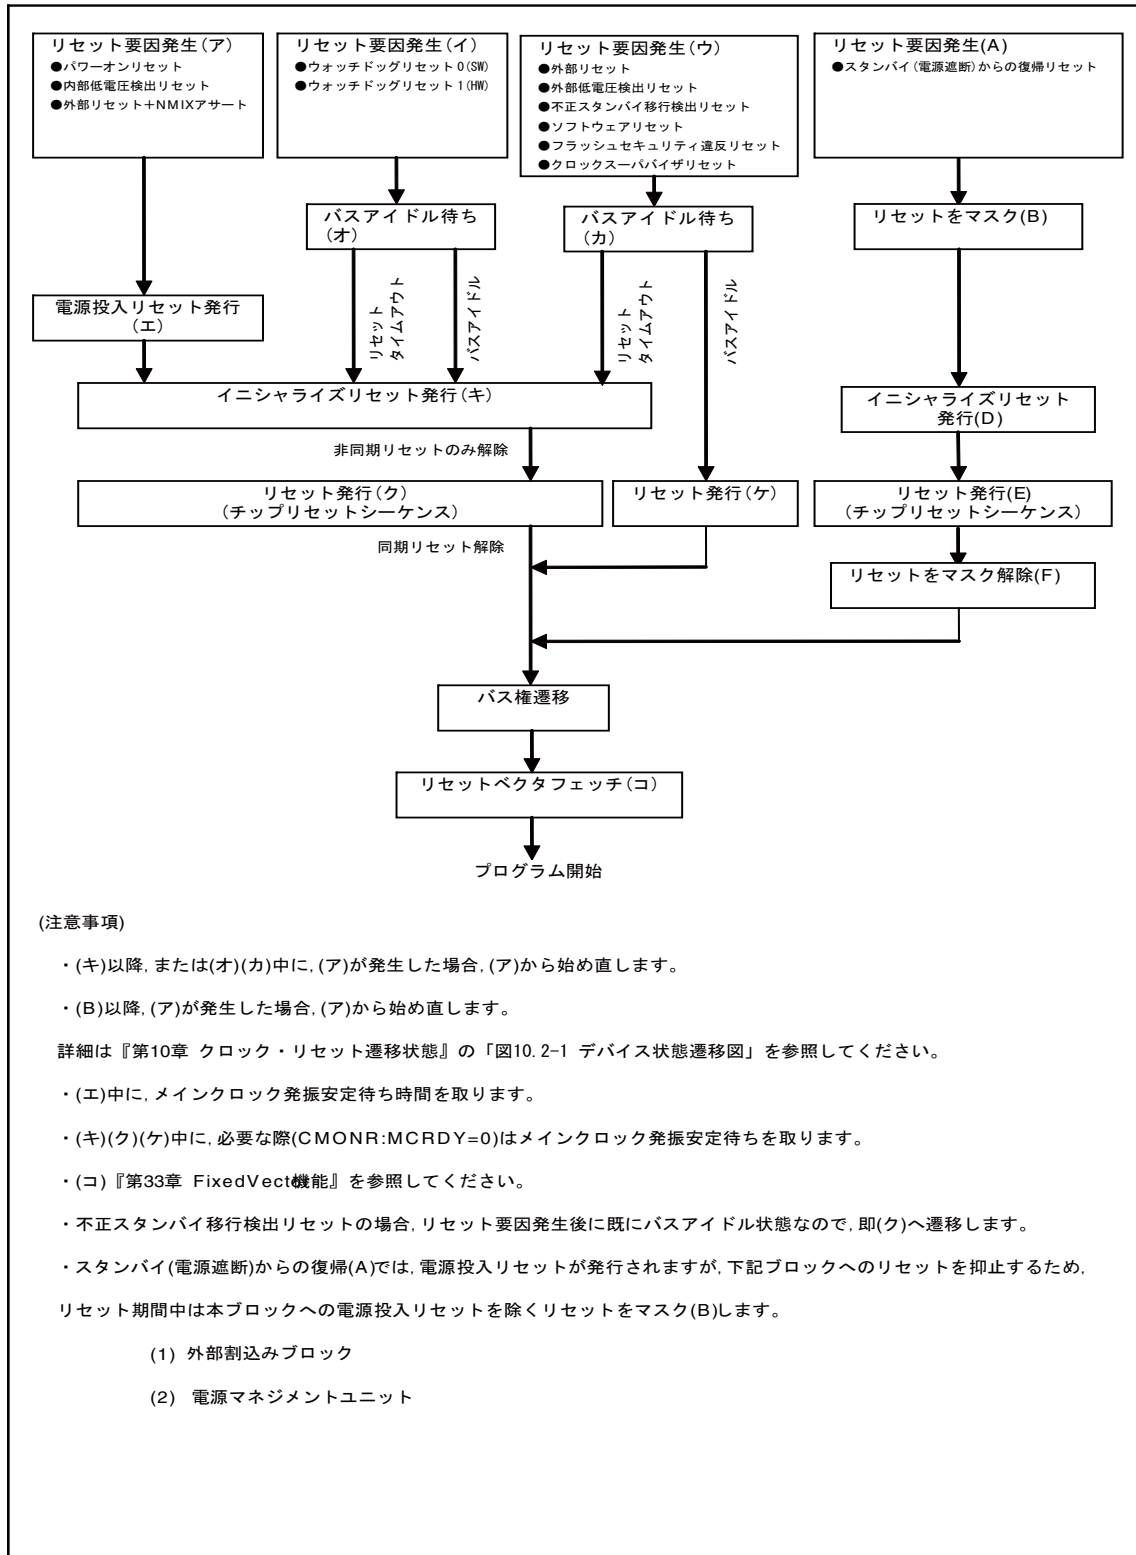 リセット要因発生(ア)
●パワーオンリセット
●内部低電圧検出リセット
●外部リセット+NMIXアサート
リセット要因発生(イ)
●ウォッチドッグリセット0(SW)
●ウォッチドッグリセット1(HW)
リセット要因発生(ウ)
●外部リセット
●外部低電圧検出リセット
●不正スタンバイ移行検出リセット
●ソフトウェアリセット
●フラッシュセキュリティ違反リセット
●クロックスーパバイザリセット
リセット要因発生(A)
●スタンバイ(電源遮断)からの復帰リセット
バスアイドル待ち
(オ)
バスアイドル待ち
(カ)
リセットをマスク(B)
電源投入リセット発行
(エ)
リセット
タイムアウト
バスアイドル
リセット
タイムアウト
バスアイドル
イニシャライズリセット発行(キ)
イニシャライズリセット
発行(D)
非同期リセットのみ解除
リセット発行(ク)
(チップリセットシーケンス)
リセット発行(ケ)
リセット発行(E)
(チップリセットシーケンス)
同期リセット解除
リセットをマスク解除(F)
バス権遷移
リセットベクタフェッチ(コ)
プログラム開始
(注意事項)
・(キ)以降,または(オ)(カ)中に,(ア)が発生した場合,(ア)から始め直します。
・(B)以降,(ア)が発生した場合,(ア)から始め直します。
詳細は『第10章 クロック・リセット遷移状態』の「図10.2-1 デバイス状態遷移図」を参照してください。
・(エ)中に,メインクロック発振安定待ち時間を取ります。
・(キ)(ク)(ケ)中に,必要な際(CMONR:MCRDY=0)はメインクロック発振安定待ちを取ります。
・(コ)『第33章 FixedVect機能』を参照してください。
・不正スタンバイ移行検出リセットの場合,リセット要因発生後に既にバスアイドル状態なので,即(ク)へ遷移します。
・スタンバイ(電源遮断)からの復帰(A)では,電源投入リセットが発行されますが,下記ブロックへのリセットを抑止するため,
リセット期間中は本ブロックへの電源投入リセットを除くリセットをマスク(B)します。
(1) 外部割込みブロック
(2) 電源マネジメントユニット